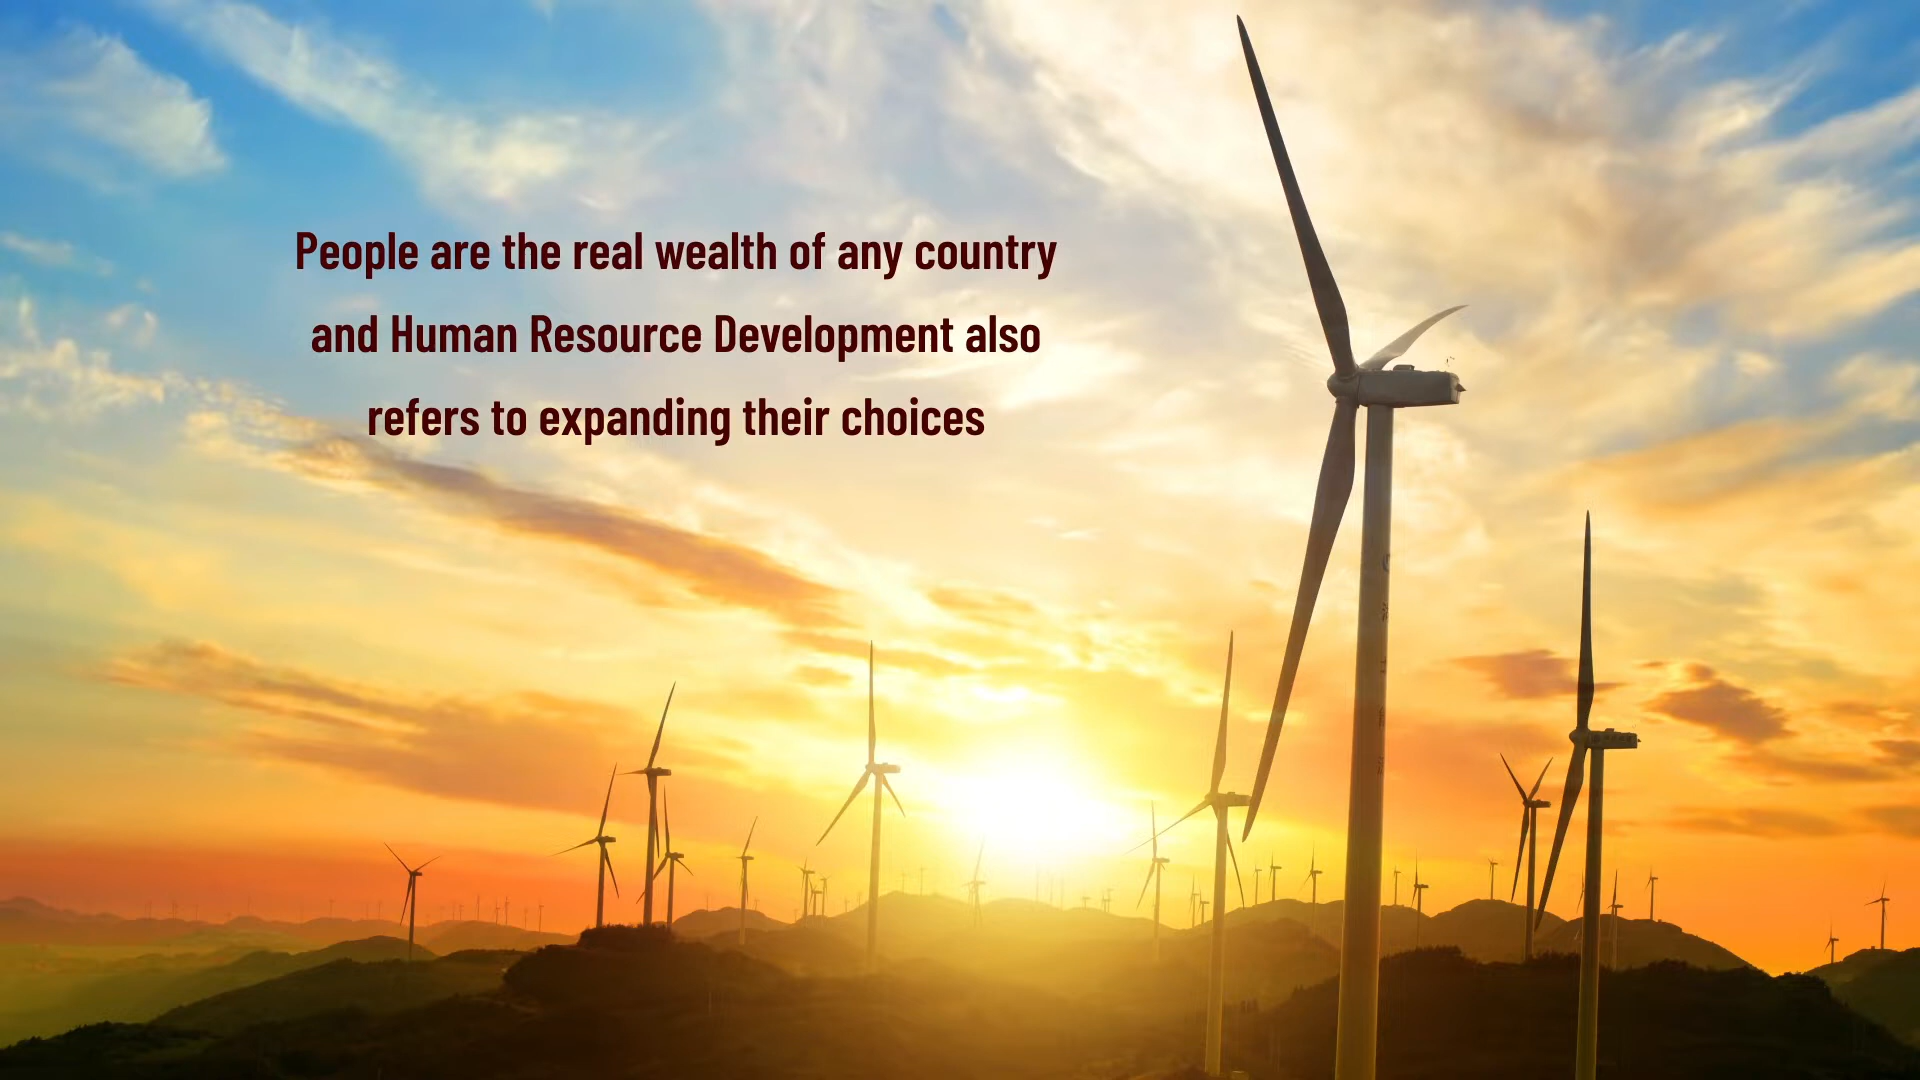 People are the real wealth of any country
and Human Resource Development also
refers to expanding their choices